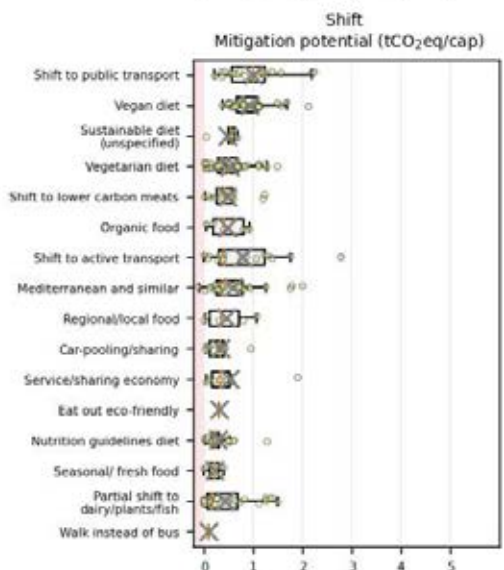 Shift
Mitigation potential (tCO₂eq/cap)
Shift to public transport
Vegan diet
Sustainable diet
(unspecified)
Vegetarian diet
Shift to lower carbon meats
Organic food
Shift to active transport
Mediterranean and similar
Regional/local food
Car-pooling/sharing
Service/sharing economy
Eat out eco-friendly
Nutrition guidelines diet
Seasonal/ fresh food
Partial shift to
dairy/plants/fish
Walk instead of bus
0 1 2 3 4 5